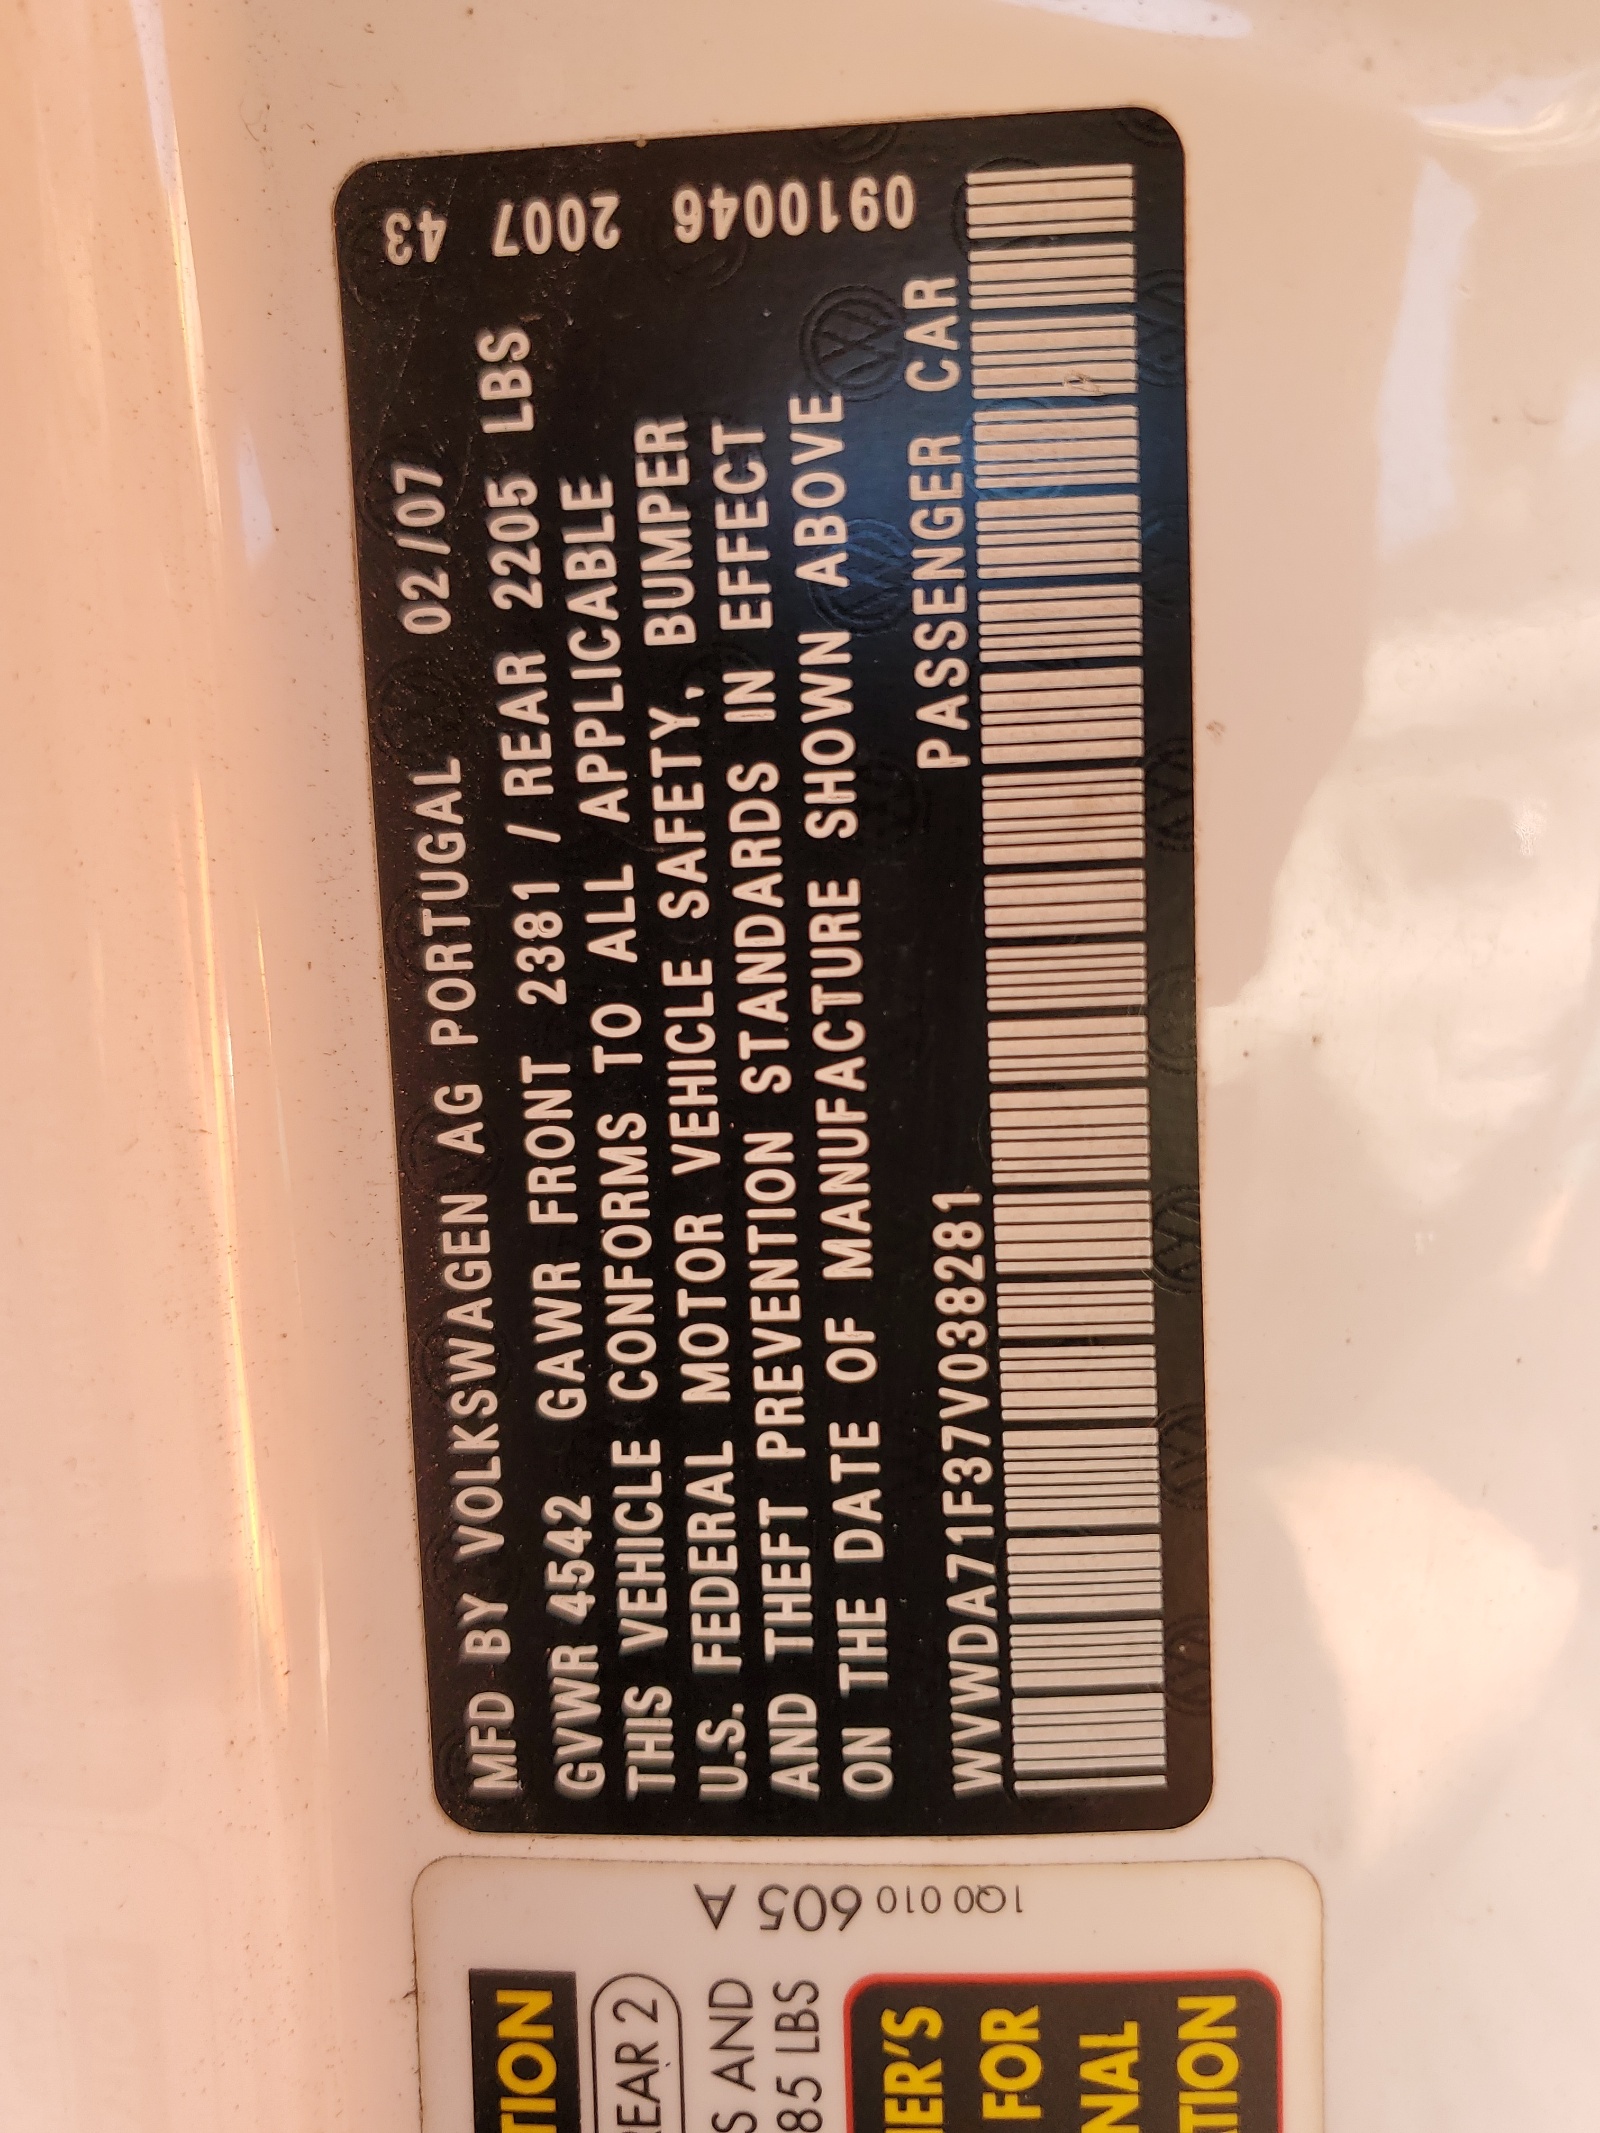 MFD BY VOLKSWAGEN AG PORTUGAL 02/07
GVWR 4542 GAWR FRONT 2381 / REAR 2205 LBS
THIS VEHICLE CONFORMS TO ALL APPLICABLE
U.S. FEDERAL MOTOR VEHICLE SAFETY, BUMPER
AND THEFT PREVENTION STANDARDS IN EFFECT
ON THE DATE OF MANUFACTURE SHOWN ABOVE
PASSENGER CAR
WVWDA71F37V038281
0910046 2007 43
1Q0 010 605 A
TION
REAR 2
S AND
85 LBS
NER'S
FOR
NAL
ATION